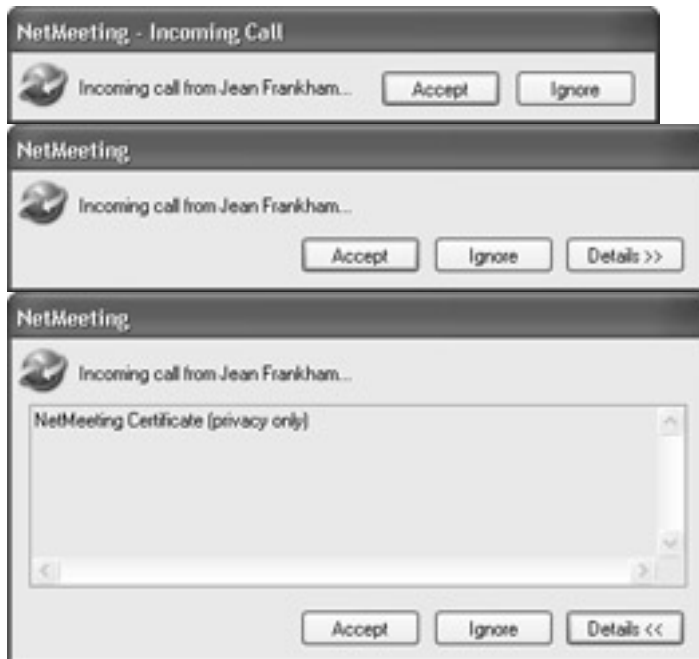 NetMeeting - Incoming Call
Incoming call from Jean Frankham... Accept Ignore
NetMeeting
Incoming call from Jean Frankham...
Accept Ignore Details >>
NetMeeting
Incoming call from Jean Frankham...
NetMeeting Certificate (privacy only)
Accept Ignore Details <<